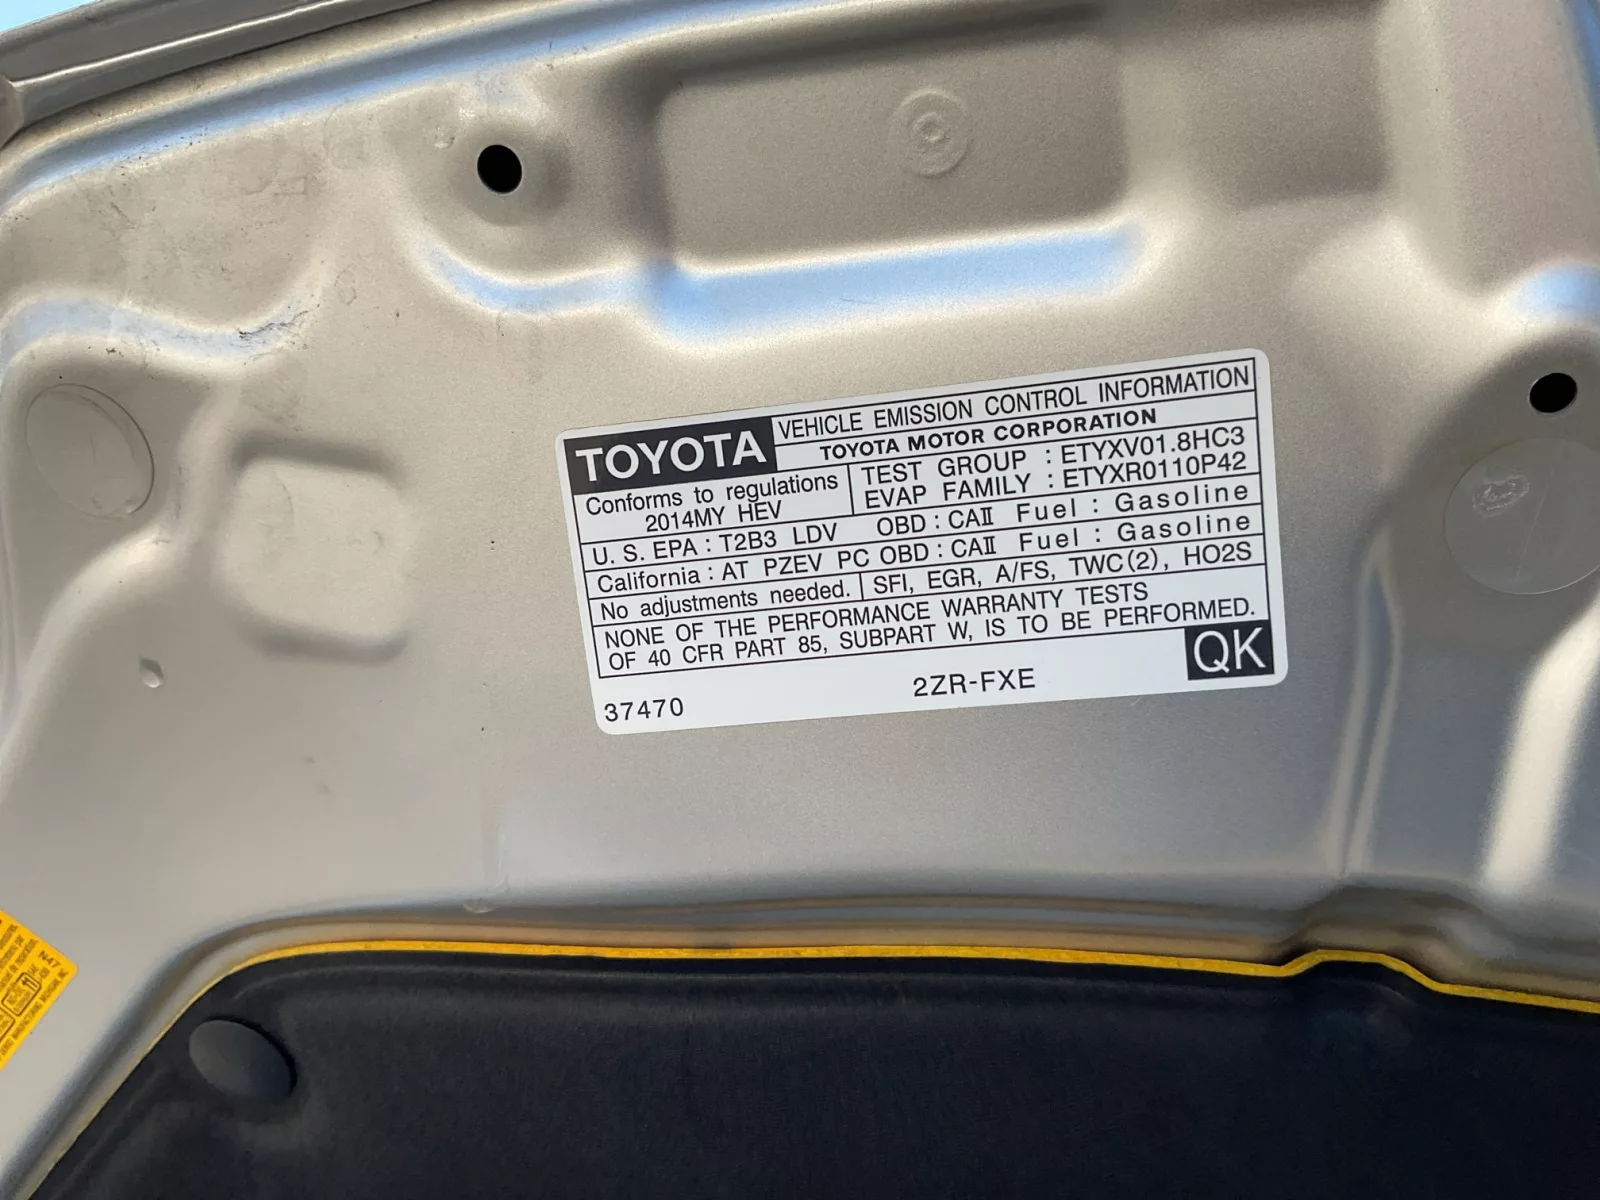 TOYOTA VEHICLE EMISSION CONTROL INFORMATION
TOYOTA MOTOR CORPORATION
Conforms to regulations
2014MY HEV
TEST GROUP : ETYXV01.8HC3
EVAP FAMILY : ETYXR0110P42
U. S. EPA : T2B3 LDV OBD : CAII Fuel : Gasoline
California : AT PZEV PC OBD : CAII Fuel : Gasoline
No adjustments needed. SFI, EGR, A/FS, TWC(2), HO2S
NONE OF THE PERFORMANCE WARRANTY TESTS
OF 40 CFR PART 85, SUBPART W, IS TO BE PERFORMED.
QK
37470 2ZR-FXE